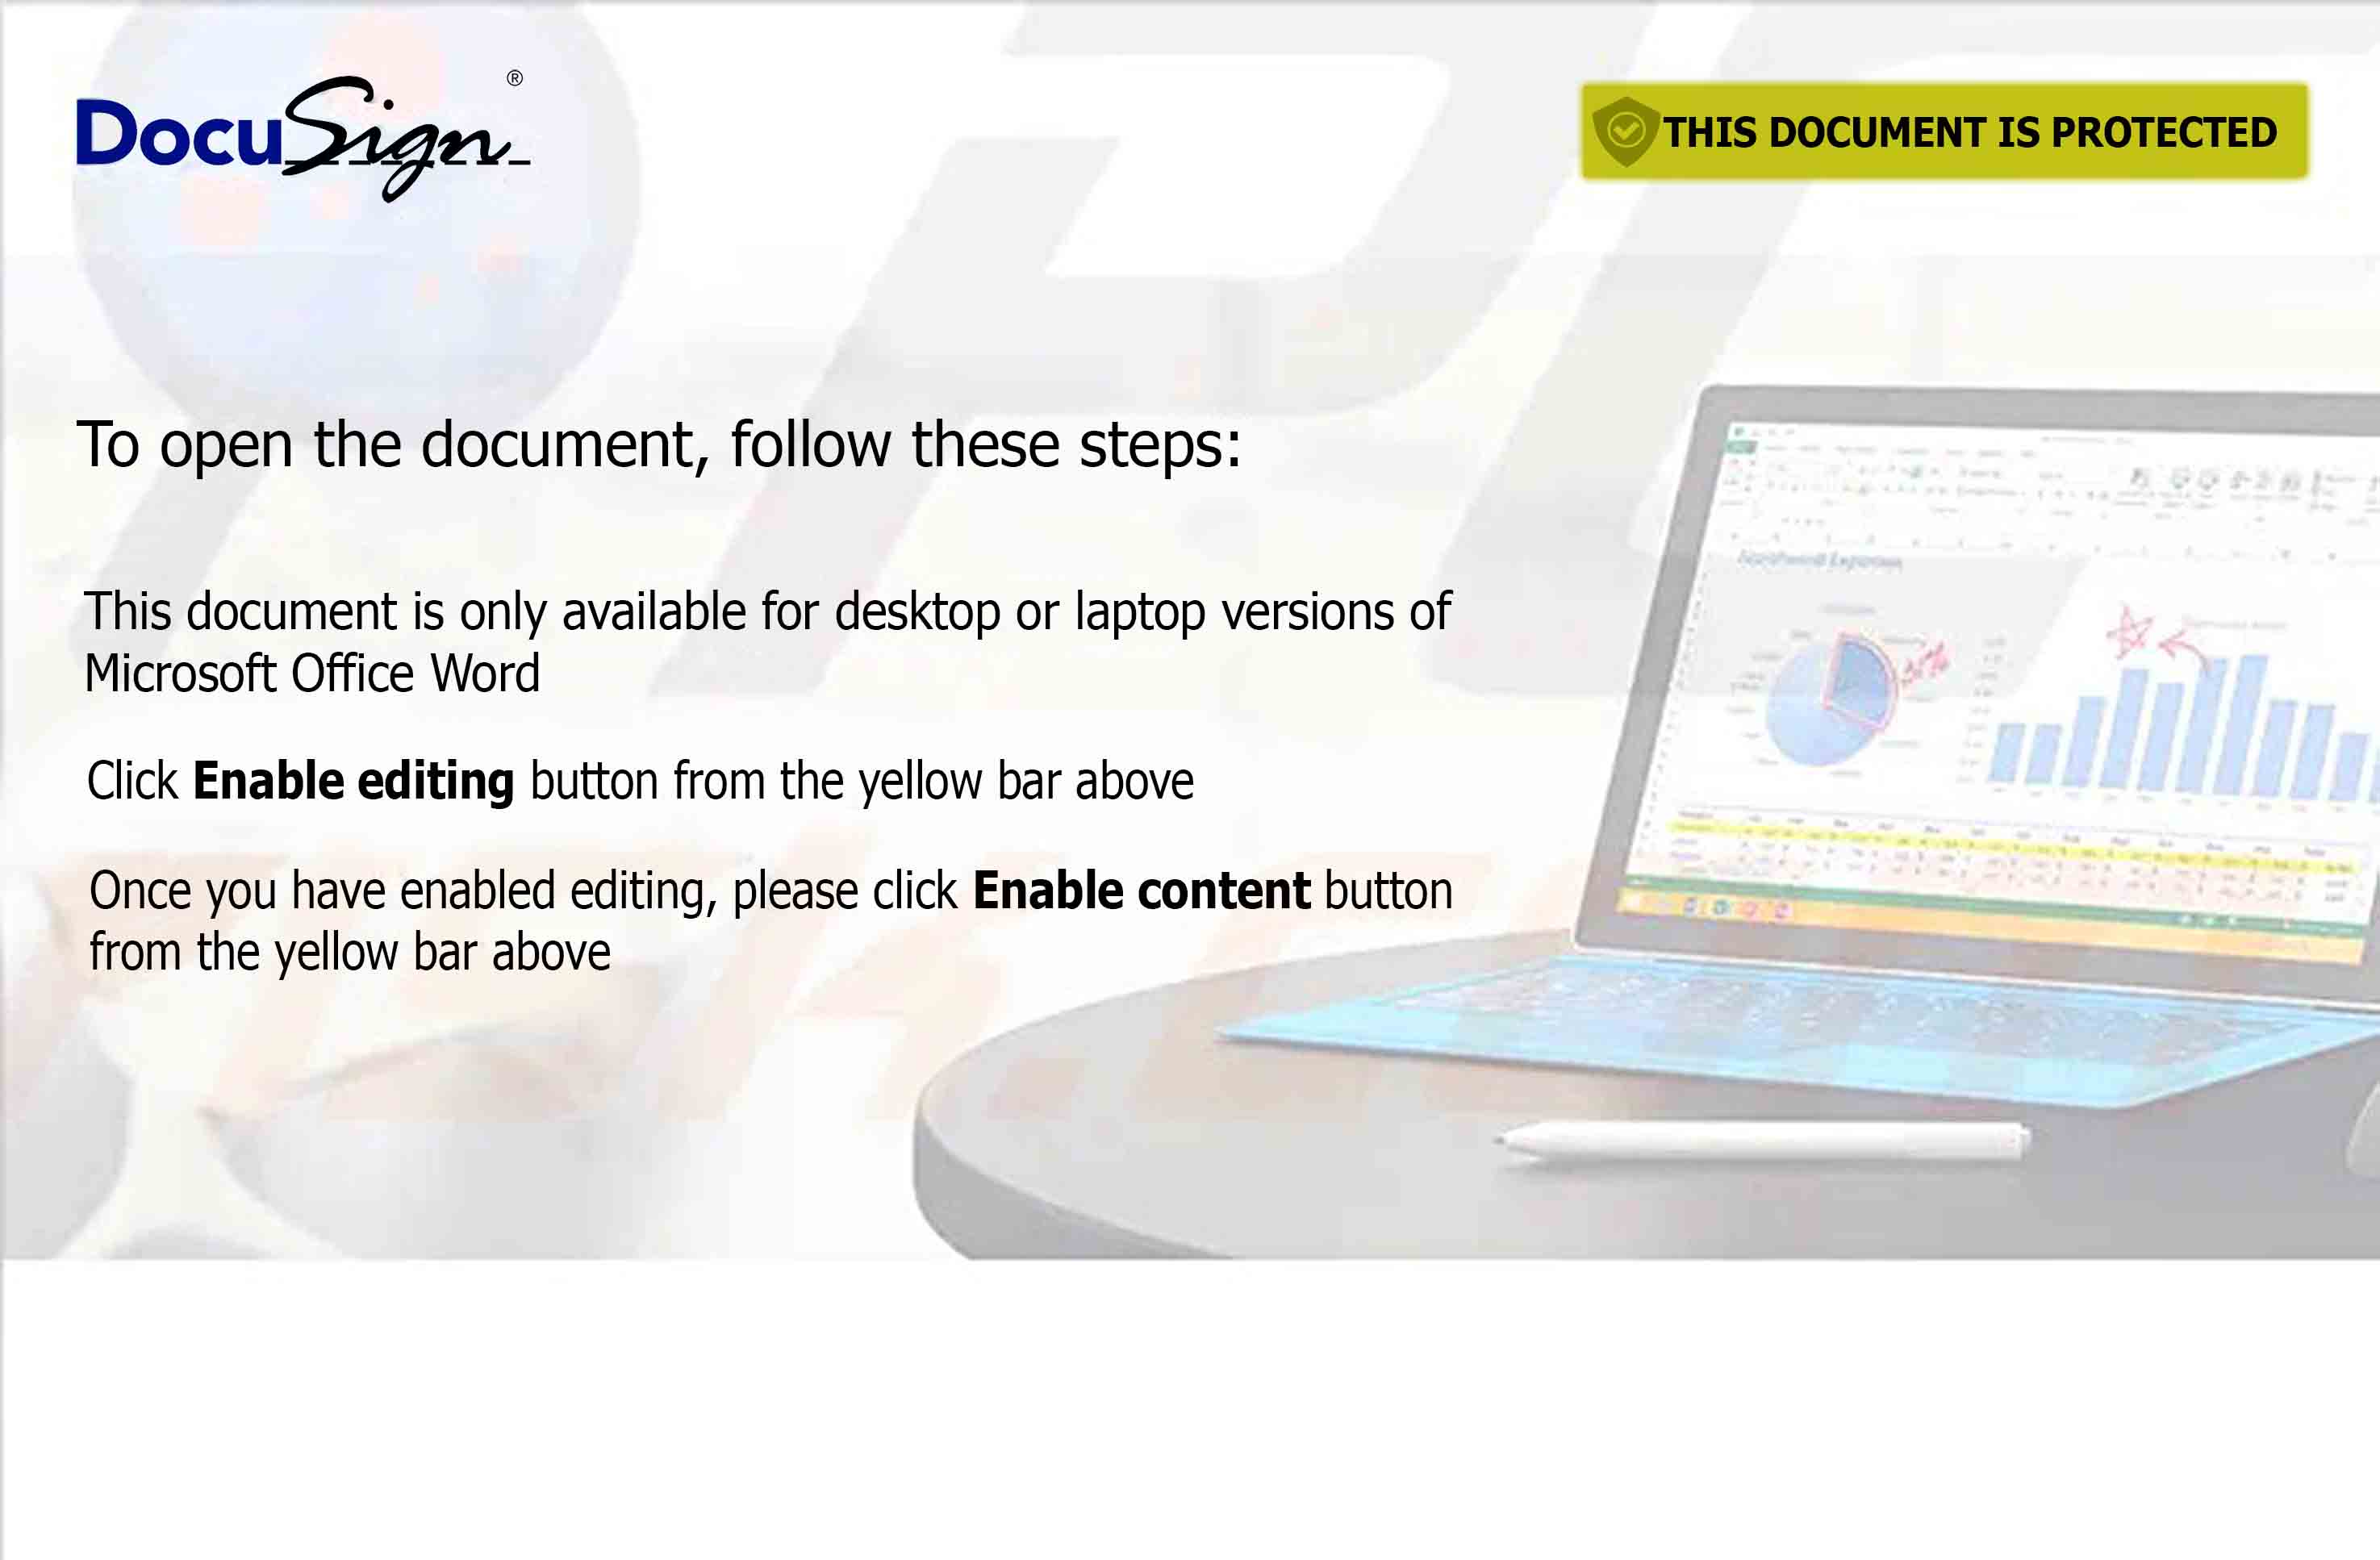 DocuSign®
THIS DOCUMENT IS PROTECTED
To open the document, follow these steps:
This document is only available for desktop or laptop versions of
Microsoft Office Word
Click Enable editing button from the yellow bar above
Once you have enabled editing, please click Enable content button
from the yellow bar above